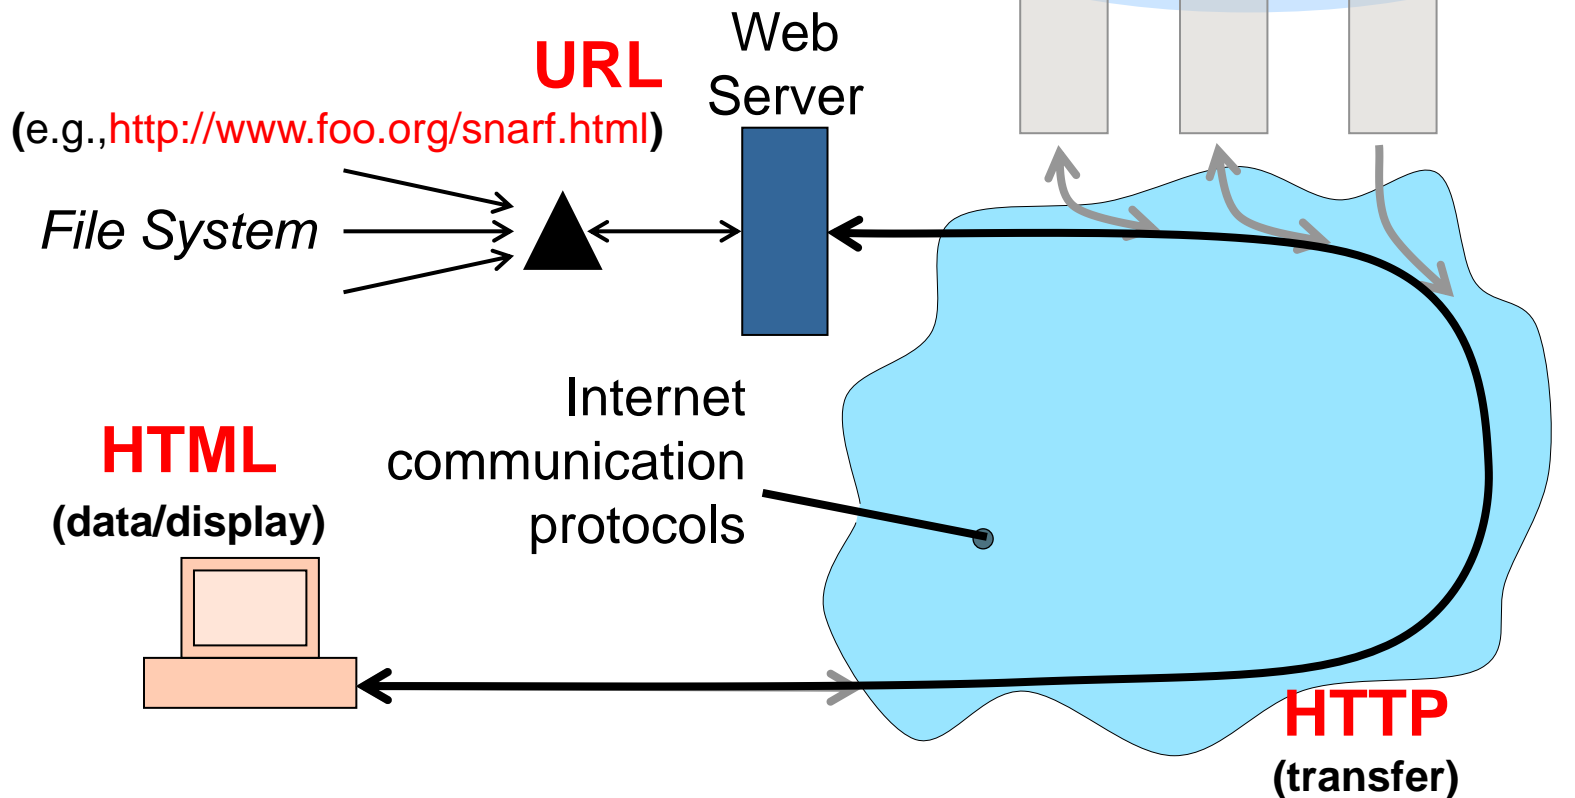 URL
(e.g.,http://www.foo.org/snarf.html)
Web
Server
File System
Internet
communication
protocols
HTML
(data/display)
HTTP
(transfer)